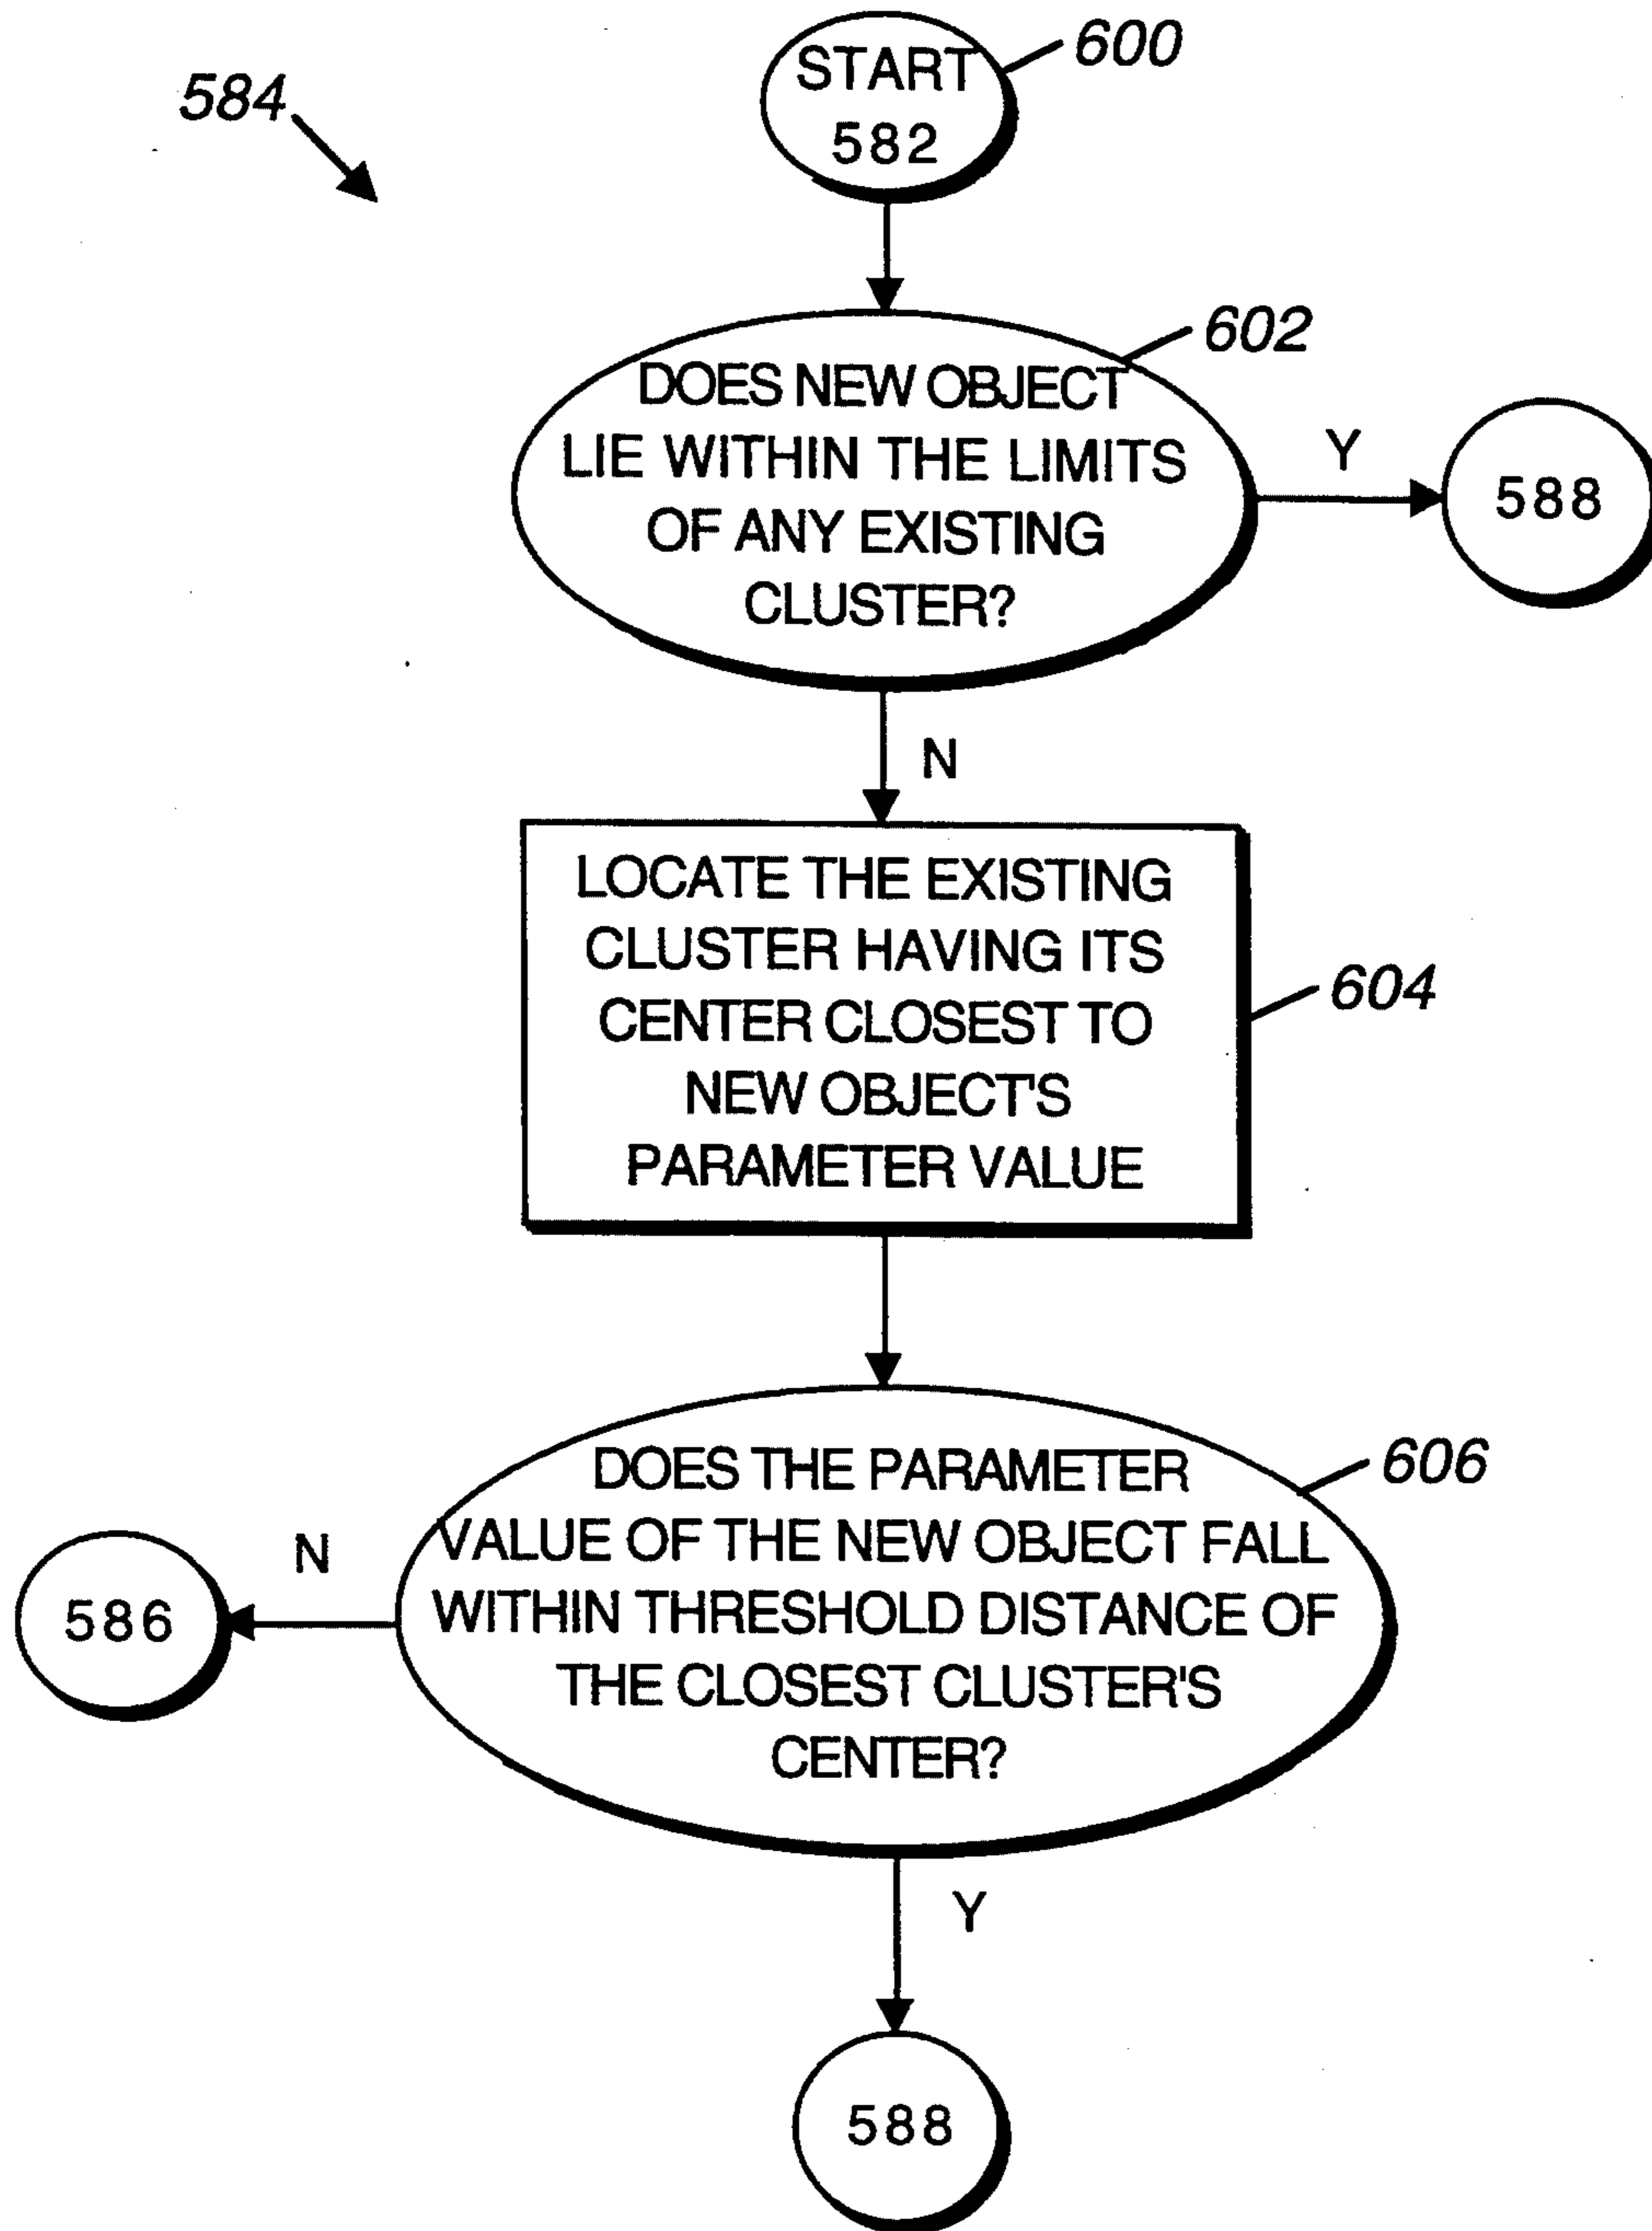 START
582
600
584
602
DOES NEW OBJECT
LIE WITHIN THE LIMITS
OF ANY EXISTING
CLUSTER?
Y
588
N
LOCATE THE EXISTING
CLUSTER HAVING ITS
CENTER CLOSEST TO
NEW OBJECT'S
PARAMETER VALUE
604
606
DOES THE PARAMETER
VALUE OF THE NEW OBJECT FALL
WITHIN THRESHOLD DISTANCE OF
THE CLOSEST CLUSTER'S
CENTER?
N
586
Y
588